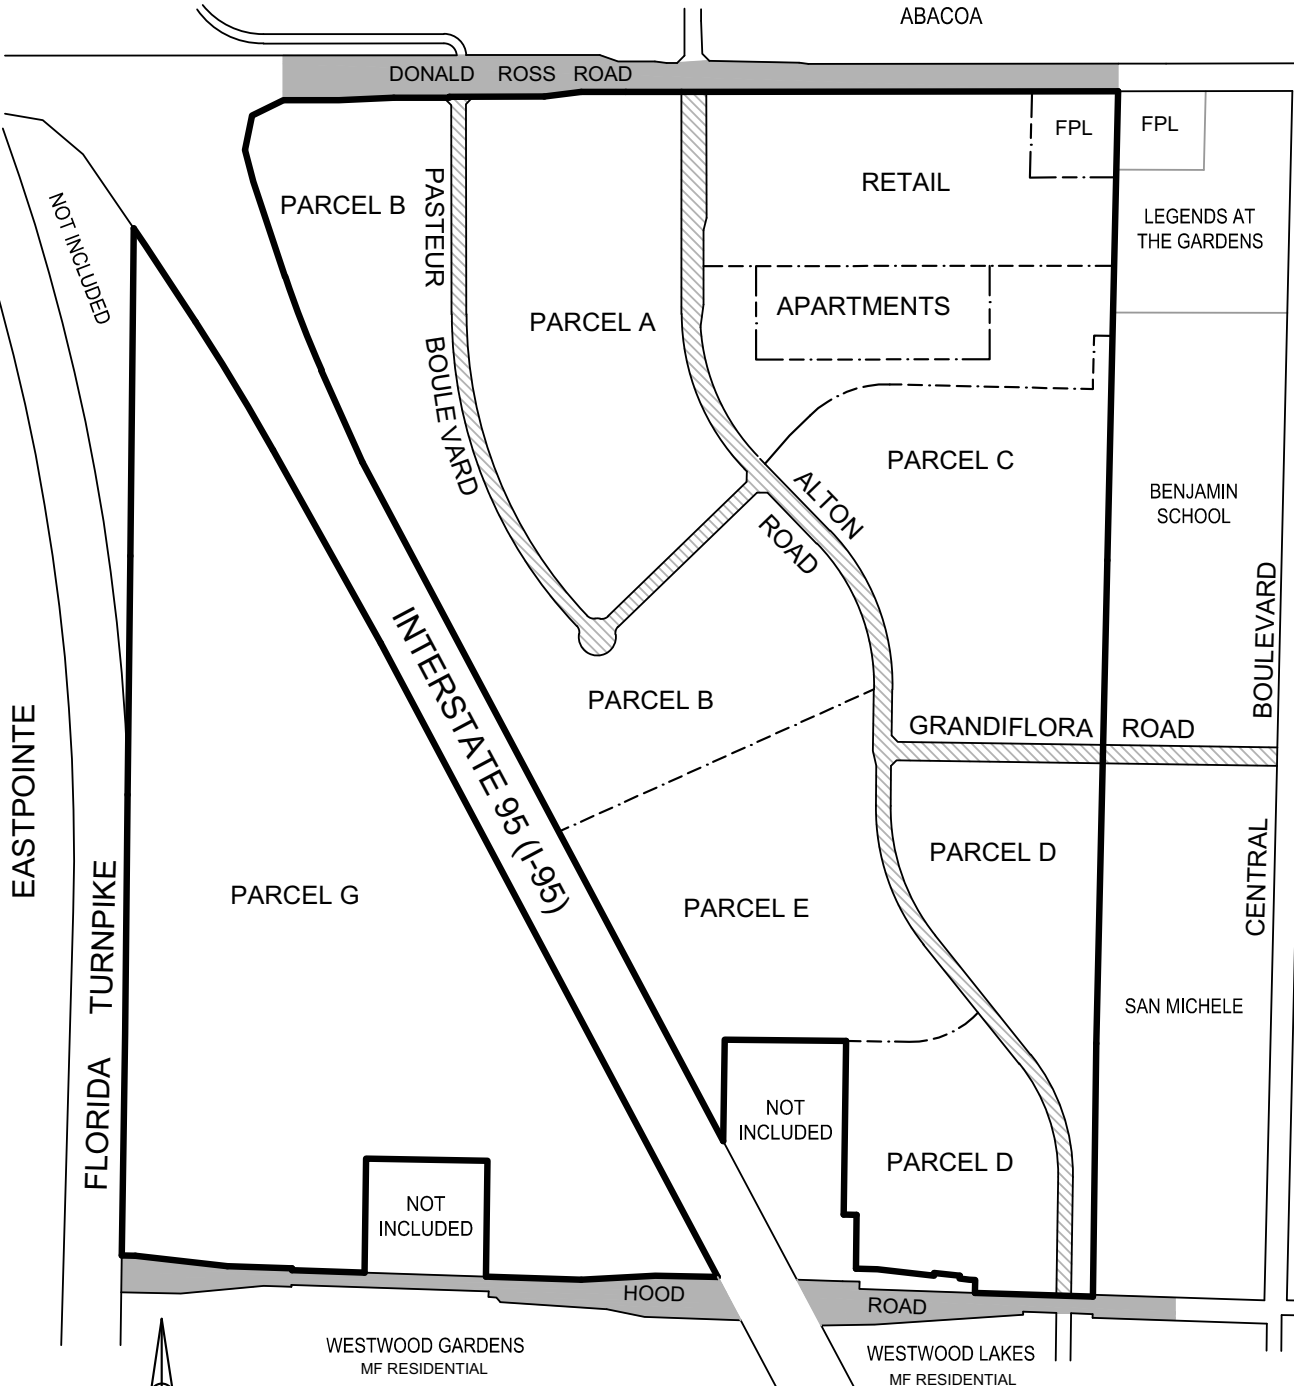 ABACOA
DONALD ROSS ROAD
FPL
FPL
RETAIL
PARCEL B
PASTEUR
BOULEVARD
NOT INCLUDED
LEGENDS AT
THE GARDENS
APARTMENTS
PARCEL A
PARCEL C
ALTON
ROAD
BENJAMIN
SCHOOL
INTERSTATE 95 (I-95)
PARCEL B
GRANDIFLORA ROAD
BOULEVARD
CENTRAL
EASTPOINTE
PARCEL D
PARCEL G
PARCEL E
FLORIDA TURNPIKE
SAN MICHELE
NOT
INCLUDED
PARCEL D
NOT
INCLUDED
HOOD
ROAD
WESTWOOD GARDENS
MF RESIDENTIAL
WESTWOOD LAKES
MF RESIDENTIAL